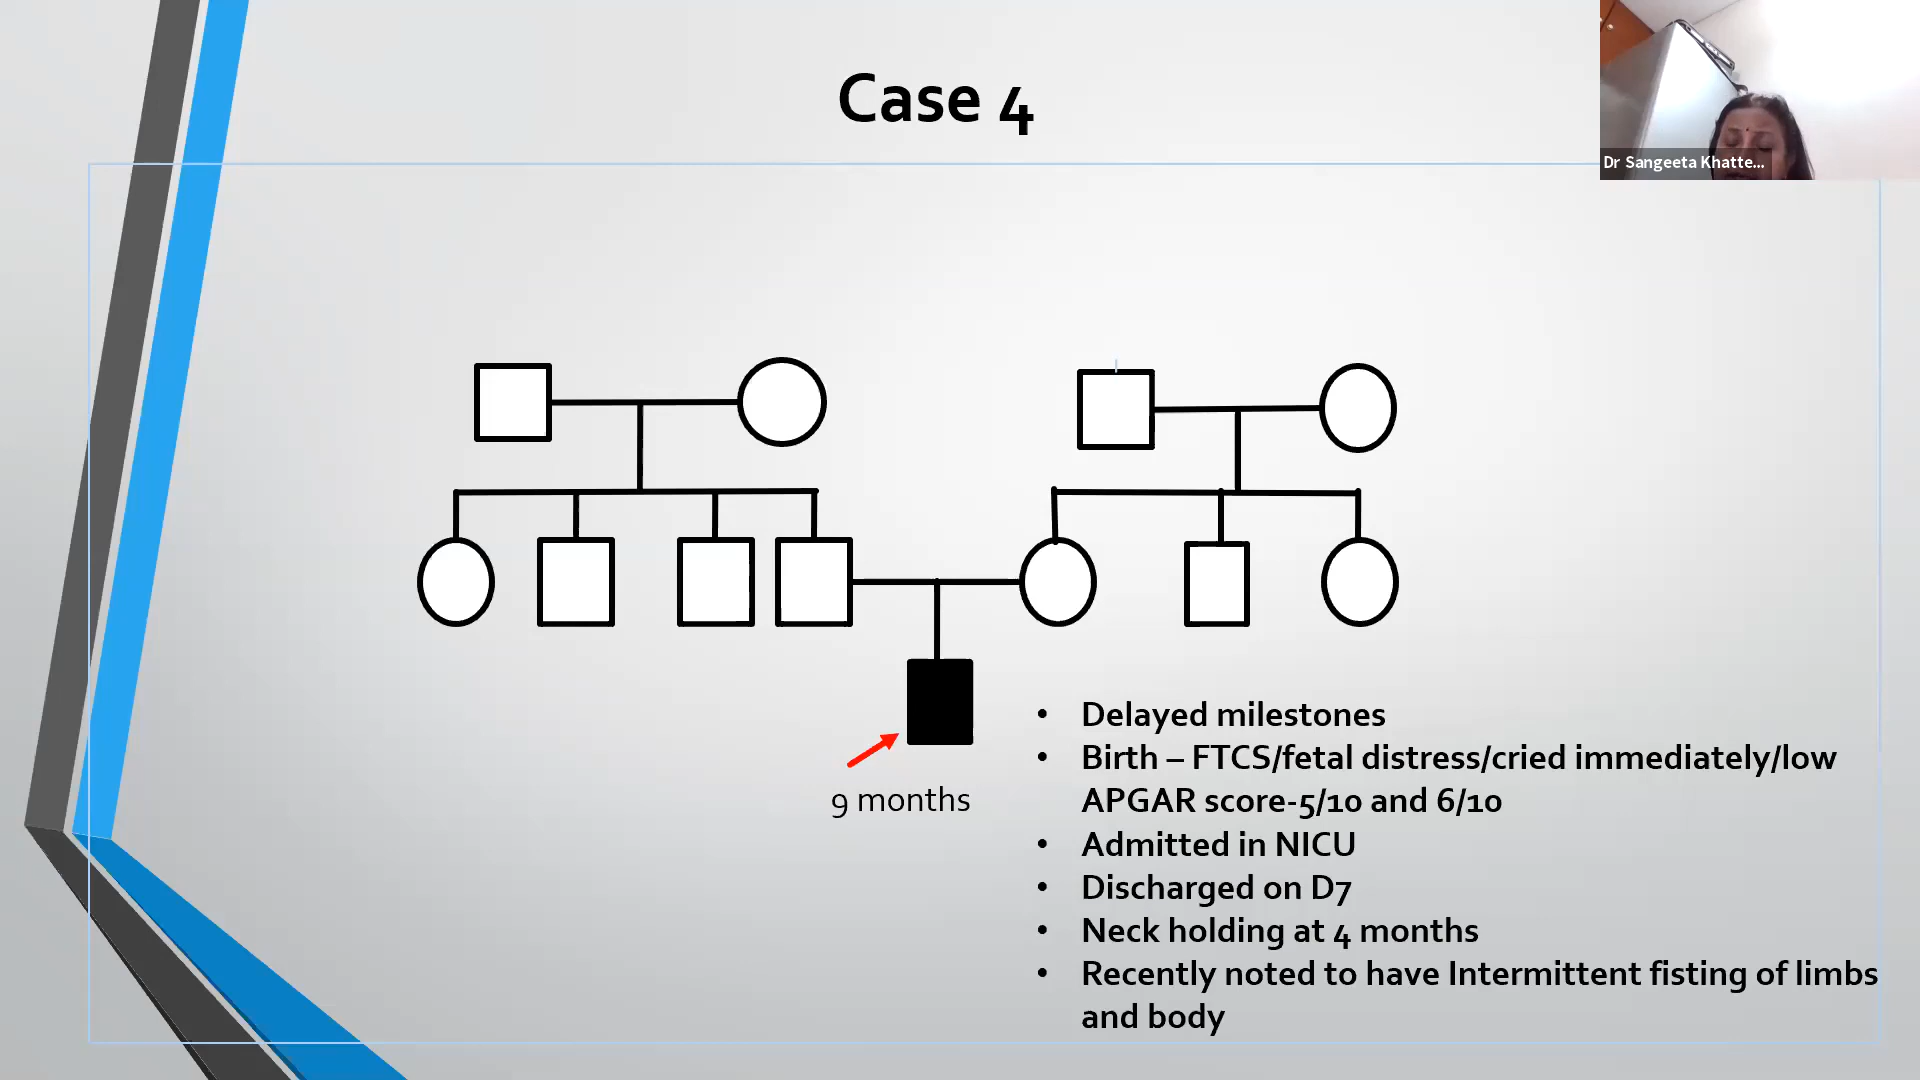 Case 4
Dr Sangeeta Khatte...
9 months
• Delayed milestones
• Birth – FTCS/fetal distress/cried immediately/low
APGAR score-5/10 and 6/10
• Admitted in NICU
• Discharged on D7
• Neck holding at 4 months
• Recently noted to have Intermittent fisting of limbs
and body